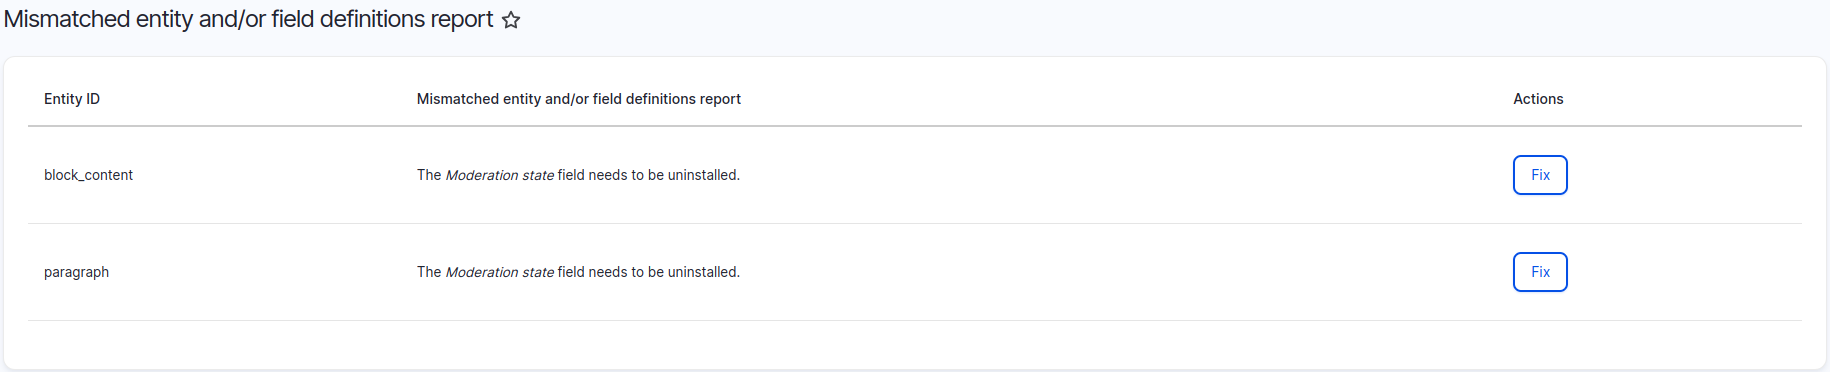 Mismatched entity and/or field definitions report
Entity ID Mismatched entity and/or field definitions report Actions
block_content The Moderation state field needs to be uninstalled. Fix
paragraph The Moderation state field needs to be uninstalled. Fix